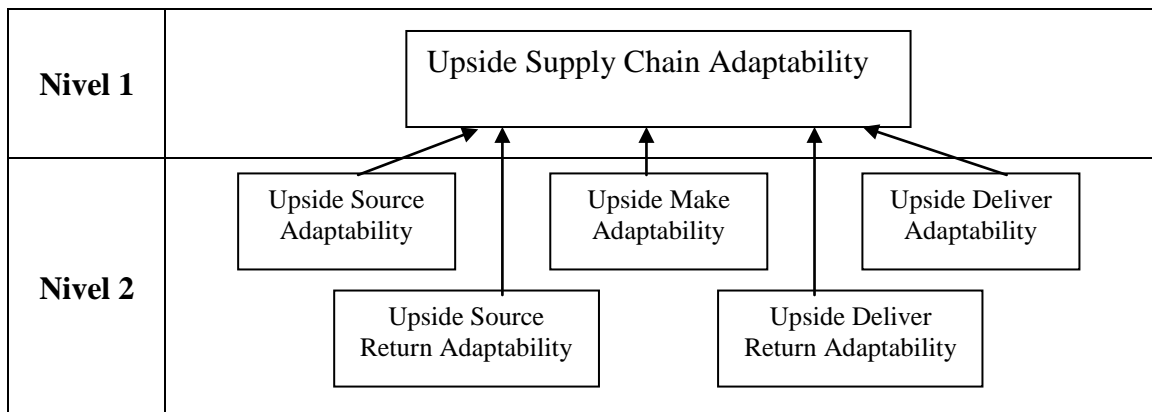 Nivel 1
Upside Supply Chain Adaptability
Nivel 2
Upside Source
Adaptability
Upside Make
Adaptability
Upside Deliver
Adaptability
Upside Source
Return Adaptability
Upside Deliver
Return Adaptability